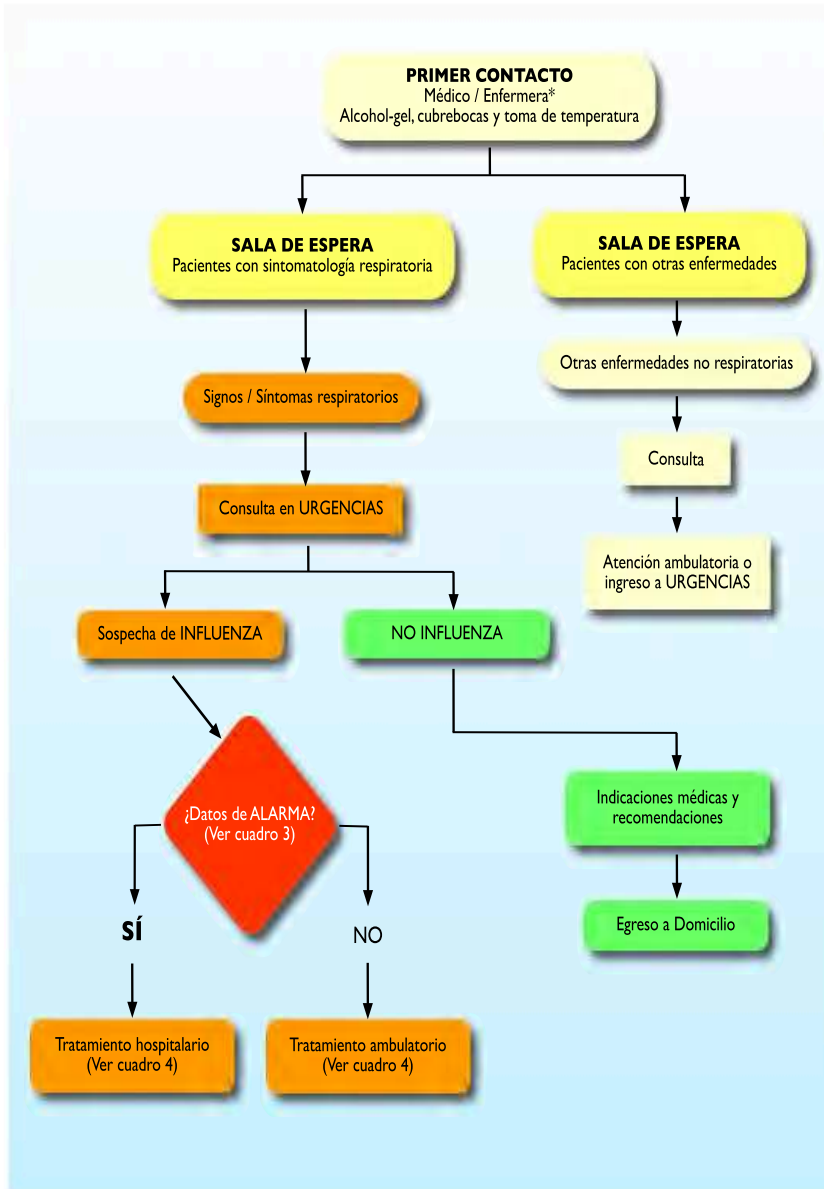 PRIMER CONTACTO
Médico / Enfermera*
Alcohol-gel, cubrebocas y toma de temperatura
SALA DE ESPERA
Pacientes con sintomatología respiratoria
SALA DE ESPERA
Pacientes con otras enfermedades
Otras enfermedades no respiratorias
Signos / Síntomas respiratorios
Consulta
Consulta en URGENCIAS
Atención ambulatoria o
ingreso a URGENCIAS
Sospecha de INFLUENZA
NO INFLUENZA
¿Datos de ALARMA?
(Ver cuadro 3)
Indicaciones médicas y
recomendaciones
SÍ
NO
Egreso a Domicilio
Tratamiento hospitalario
(Ver cuadro 4)
Tratamiento ambulatorio
(Ver cuadro 4)